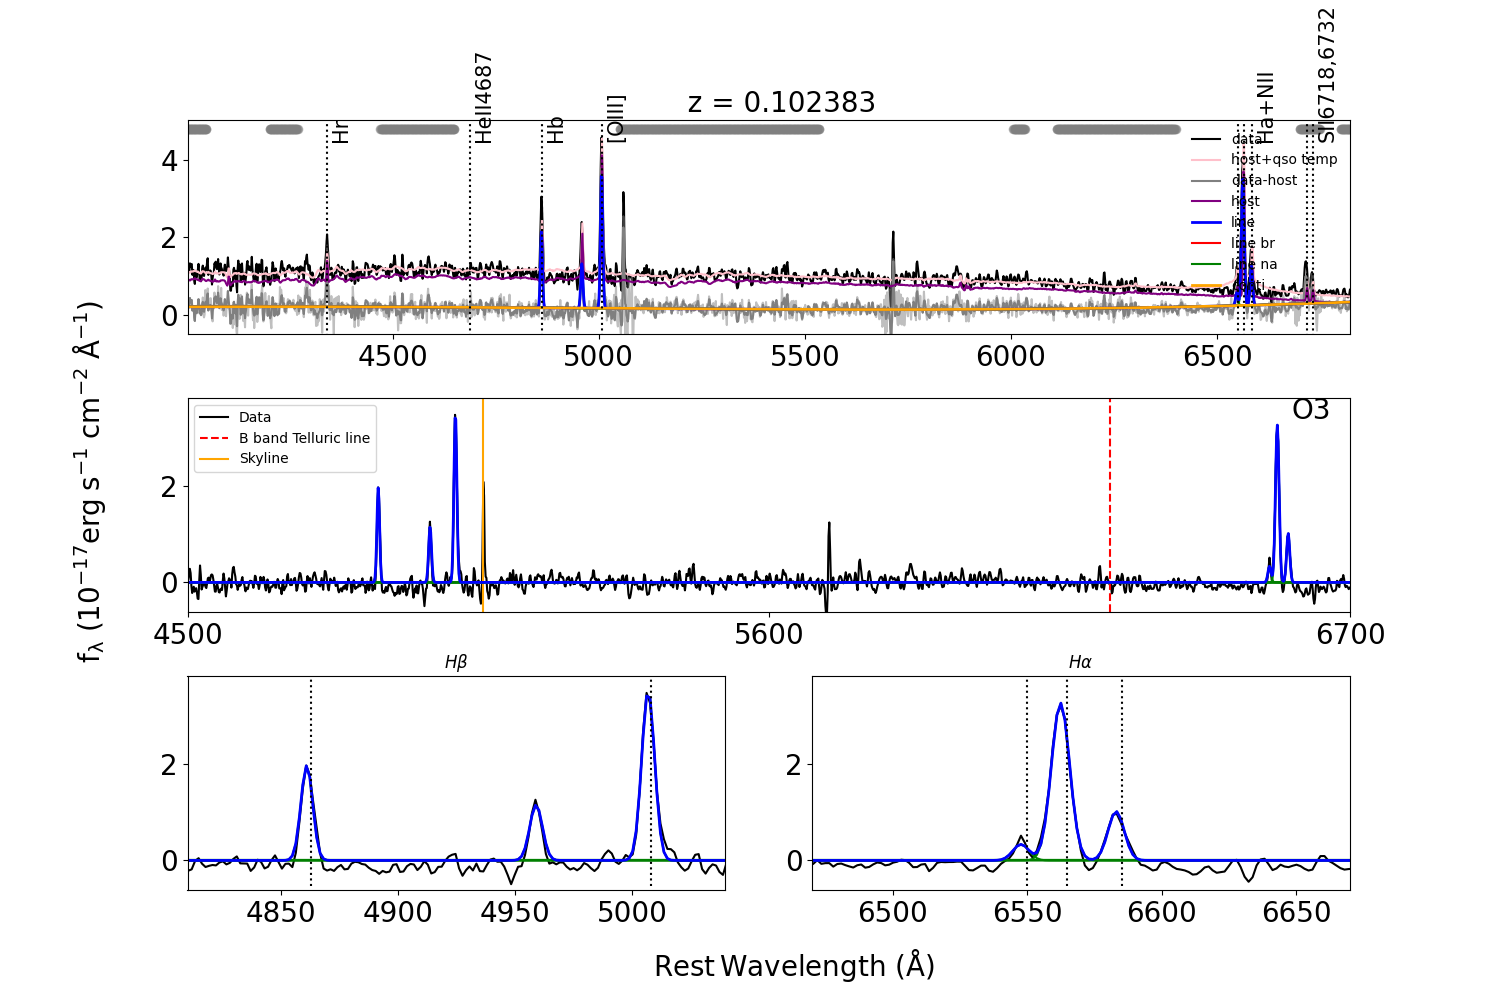 z = 0.102383
Hr
HeII4687
Hb
[OIII]
Ha+NII
SII6718,6732
data
host+qso temp
data-host
host
line
line br
line na
4
2
0
4500
5000
5500
6000
6500
Data
B band Telluric line
Skyline
O3
2
0
4500
5600
6700
fλ (10⁻¹⁷erg s⁻¹ cm⁻² Å⁻¹)
Hβ
2
0
4850
4900
4950
5000
Hα
2
0
6500
6550
6600
6650
Rest Wavelength (Å)